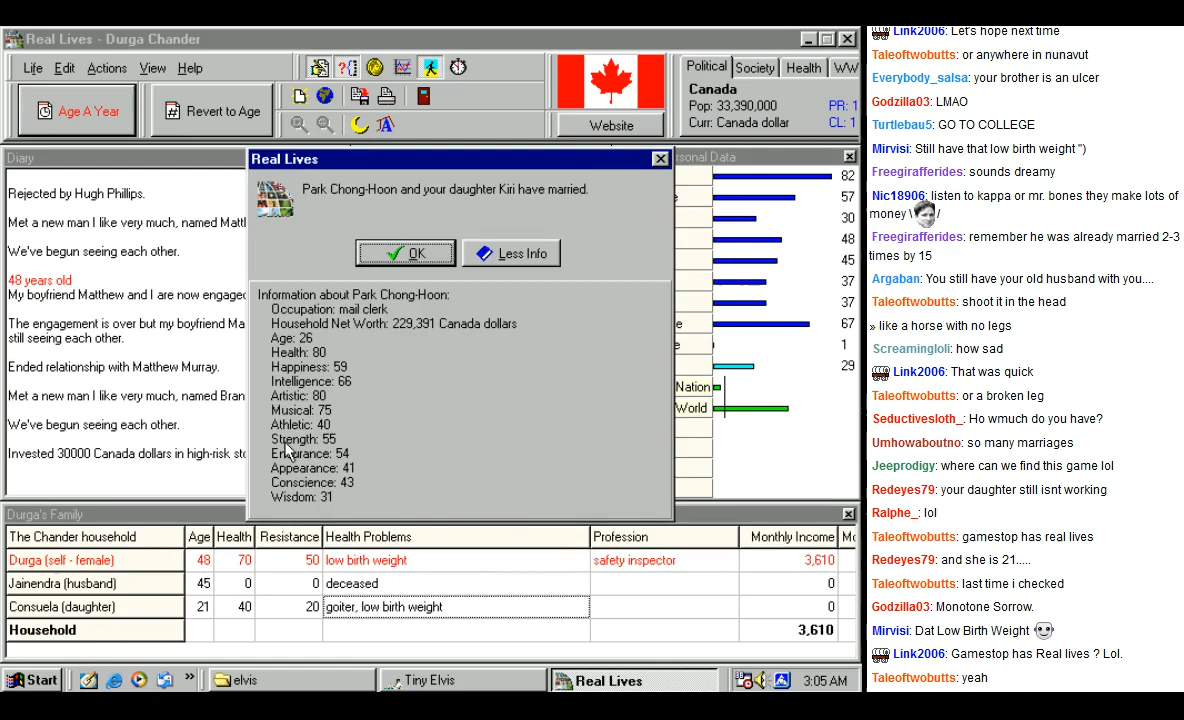 Real Lives - Durga Chander
Life Edit Actions View Help
Age A Year
Revert to Age
Website
Political Society Health WW
Canada
Pop: 33,390,000 PR: 1
Curr: Canada dollar CL: 1
Diary
Rejected by Hugh Phillips.
Met a new man I like very much, named Matt
We've begun seeing each other.
48 years old
My boyfriend Matthew and I are now engage
The engagement is over but my boyfriend Ma
still seeing each other.
Ended relationship with Matthew Murray.
Met a new man I like very much, named Bran
We've begun seeing each other.
Invested 30000 Canada dollars in high-risk sto
Real Lives
Park Chong-Hoon and your daughter Kiri have married.
OK
Less Info
Information about Park Chong-Hoon:
Occupation: mail clerk
Household Net Worth: 229,391 Canada dollars
Age: 26
Health: 80
Happiness: 59
Intelligence: 66
Artistic: 80
Musical: 75
Athletic: 40
Strength: 55
Endurance: 54
Appearance: 41
Conscience: 43
Wisdom: 31
rsonal Data
82
57
30
48
45
37
37
67
1
29
Nation
World
Durga's Family
The Chander household Age Health Resistance Health Problems Profession Monthly Income Mo
Durga (self - female) 48 70 50 low birth weight safety inspector 3,610
Jainendra (husband) 45 0 0 deceased 0
Consuela (daughter) 21 40 20 goiter, low birth weight 0
Household 3,610
Start
elvis
Tiny Elvis
Real Lives
3:05 AM
Link2006: Let's hope next time
Taleoftwobutts: or anywhere in nunavut
Everybody_salsa: your brother is an ulcer
Godzilla03: LMAO
Turtlebau5: GO TO COLLEGE
Mirvisi: Still have that low birth weight ")
Freegirafferides: sounds dreamy
Nic18906: listen to kappa or mr. bones they make lots of
money \ /
Freegirafferides: remember he was already married 2-3
times by 15
Argaban: You still have your old husband with you....
Taleoftwobutts: shoot it in the head
» like a horse with no legs
Screamingloli: how sad
Link2006: That was quick
Taleoftwobutts: or a broken leg
Seductivesloth_: Ho wmuch do you have?
Umhowaboutno: so many marriages
Jeeprodigy: where can we find this game lol
Redeyes79: your daughter still isnt working
Ralphe_: lol
Taleoftwobutts: gamestop has real lives
Redeyes79: and she is 21.....
Taleoftwobutts: last time i checked
Godzilla03: Monotone Sorrow.
Mirvisi: Dat Low Birth Weight
Link2006: Gamestop has Real lives ? Lol.
Taleoftwobutts: yeah